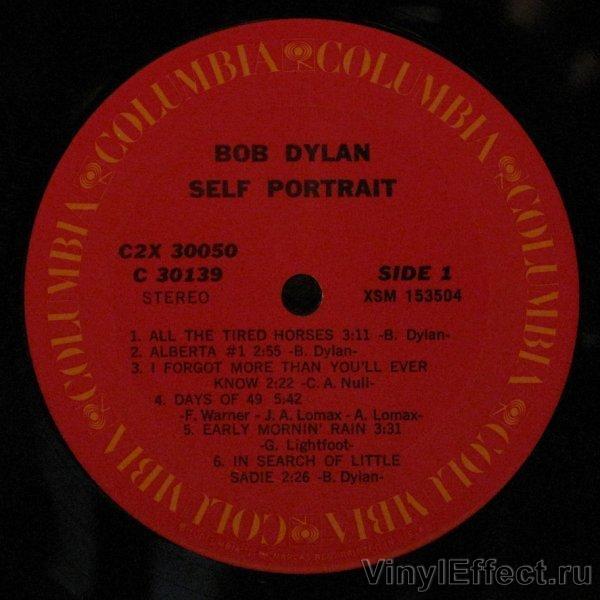 COLUMBIA COLUMBIA COLUMBIA COLUMBIA COLUMBIA COLUMBIA
BOB DYLAN
SELF PORTRAIT
C2X 30050
C 30139
STEREO
SIDE 1
XSM 153504
1. ALL THE TIRED HORSES 3:11 -B. Dylan-
2. ALBERTA #1 2:55 -B. Dylan-
3. I FORGOT MORE THAN YOU'LL EVER
KNOW 2:22 -C. A. Null-
4. DAYS OF 49 5:42
-F. Warner - J. A. Lomax - A. Lomax-
5. EARLY MORNIN' RAIN 3:31
-G. Lightfoot-
6. IN SEARCH OF LITTLE
SADIE 2:26 -B. Dylan-
VinylEffect.ru